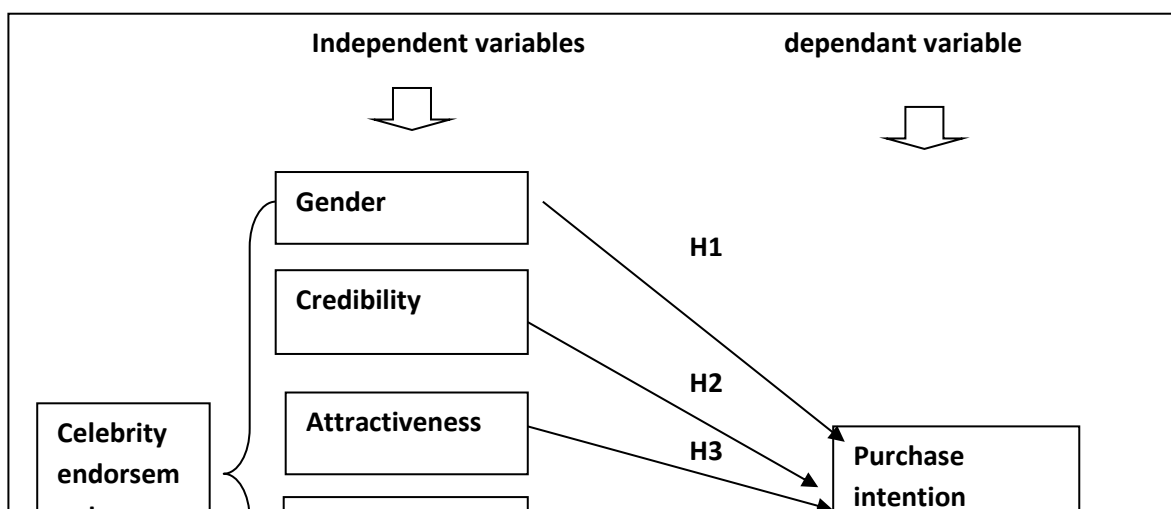 Independent variables dependant variable
Gender
H1
Credibility
H2
Attractiveness
H3
Celebrity
endorsem
Purchase
intention